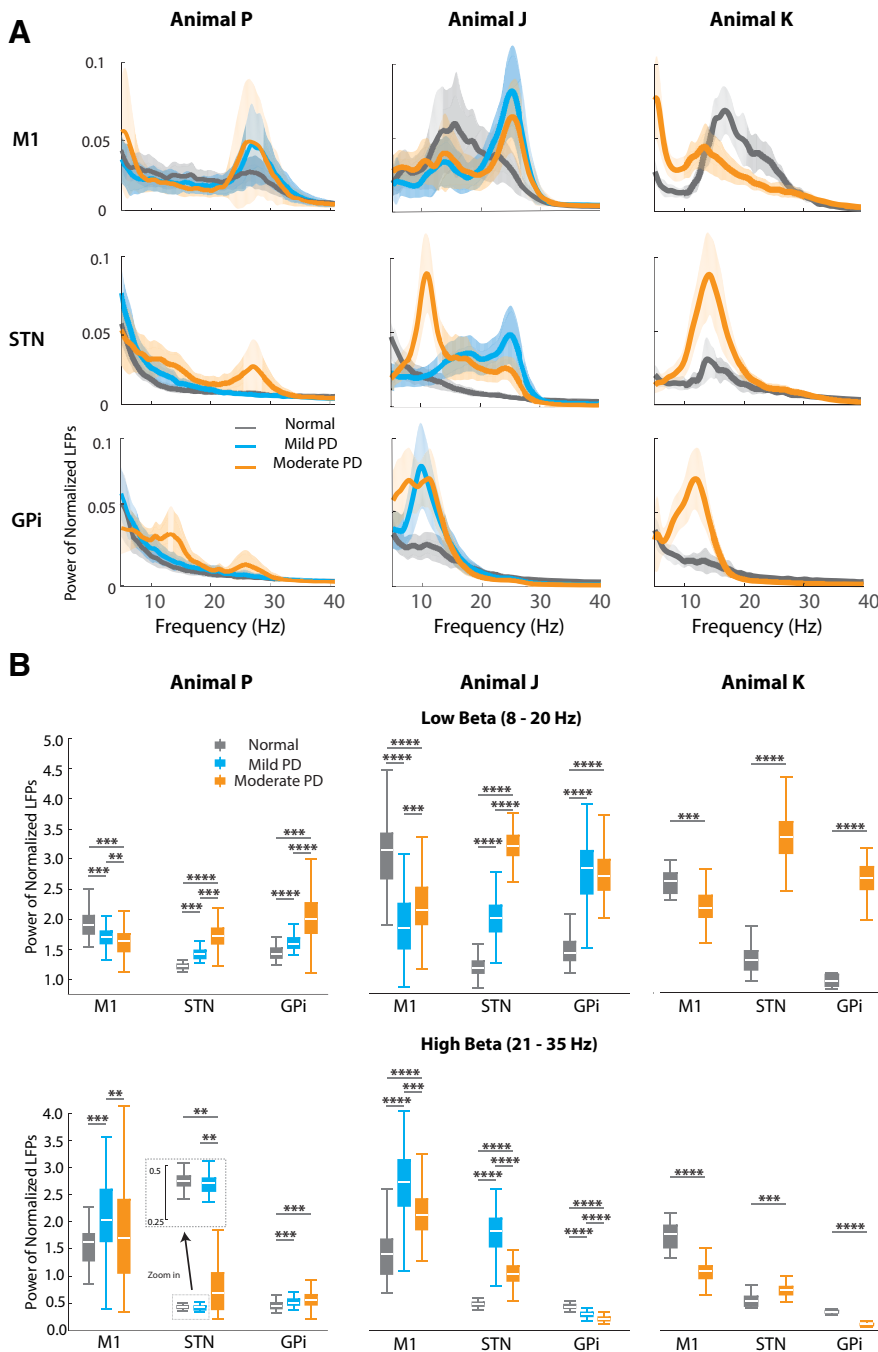 Animal P Animal J Animal K
A
M1
0.1
0.05
0
STN
0.1
0.05
0
Normal
Mild PD
Moderate PD
GPi
0.1
0.05
0
Power of Normalized LFPs
10 20 30 40 10 20 30 40 10 20 30 40
Frequency (Hz) Frequency (Hz) Frequency (Hz)
B
Animal P Animal J Animal K
Low Beta (8 - 20 Hz)
Normal
Mild PD
Moderate PD
Power of Normalized LFPs
5.0
4.5
4.0
3.5
3.0
2.5
2.0
1.5
1.0
*** ** ***
**** *** ***
*** **** ****
**** **** ***
**** **** ****
**** ****
*** **** ****
M1 STN GPi M1 STN GPi M1 STN GPi
High Beta (21 - 35 Hz)
Power of Normalized LFPs
4.0
3.5
3.0
2.5
2.0
1.5
1.0
0.5
0.0
** ***
** **
*** ***
0.5
0.25
Zoom in
**** *** ****
**** **** ****
**** **** ****
**** *** ****
M1 STN GPi M1 STN GPi M1 STN GPi